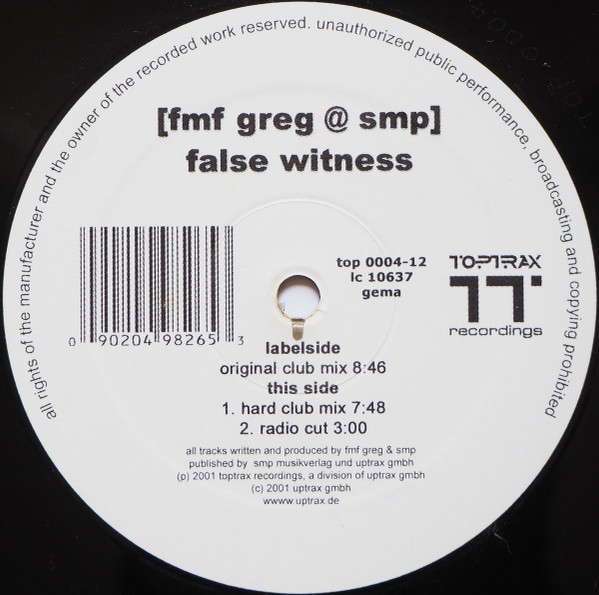 all rights of the manufacturer and the owner of the recorded work reserved. unauthorized public performance, broadcasting and copying prohibited
[fmf greg @ smp]
false witness
top 0004-12
lc 10637
gema
TOPTRAX
TT
recordings
0 90204 98265 3
labelside
original club mix 8:46
this side
1. hard club mix 7:48
2. radio cut 3:00
all tracks written and produced by fmf greg & smp
published by smp musikverlag und uptrax gmbh
(p) 2001 toptrax recordings, a division of uptrax gmbh
(c) 2001 uptrax gmbh
www.uptrax.de